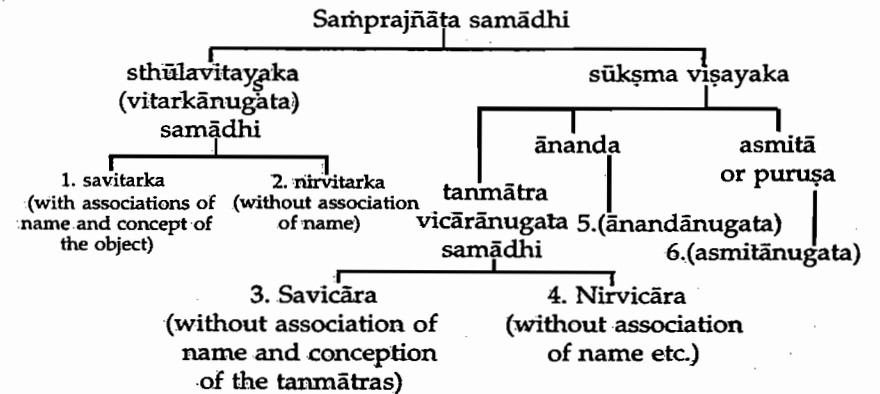 Saṁprajñāta samādhi
sthūlavitayaṣka
(vitarkānugata)
samādhi
sūkṣma viṣayaka
1. savitarka
(with associations of
name and concept of
the object)
2. nirvitarka
(without association
of name)
tanmātra
vicārānugata
samādhi
ānanda
5.(ānandānugata)
asmitā
or puruṣa
6.(asmitānugata)
3. Savicāra
(without association of
name and conception
of the tanmātras)
4. Nirvicāra
(without association
of name etc.)